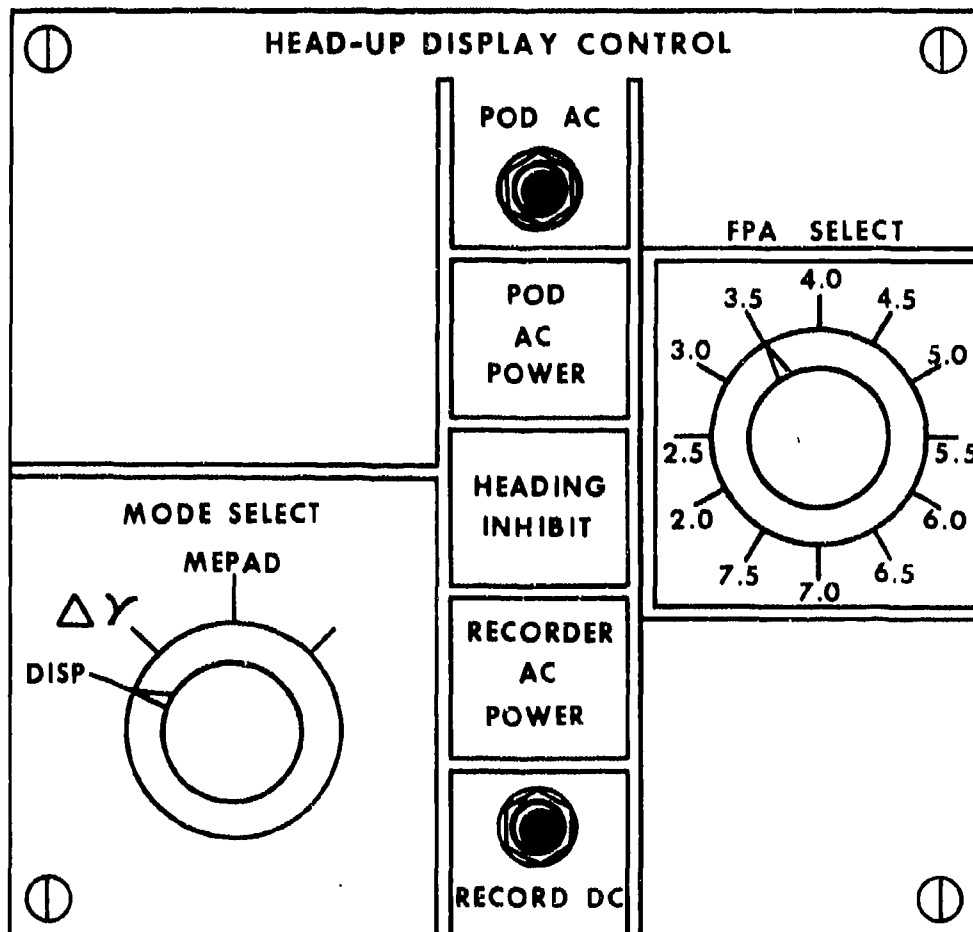 HEAD-UP DISPLAY CONTROL
POD AC
POD
AC
POWER
HEADING
INHIBIT
RECORDER
AC
POWER
RECORD DC
FPA SELECT
4.0
3.5
4.5
3.0
5.0
2.5
5.5
2.0
6.0
7.5
7.0
6.5
MODE SELECT
MEPAD
Δγ
DISP